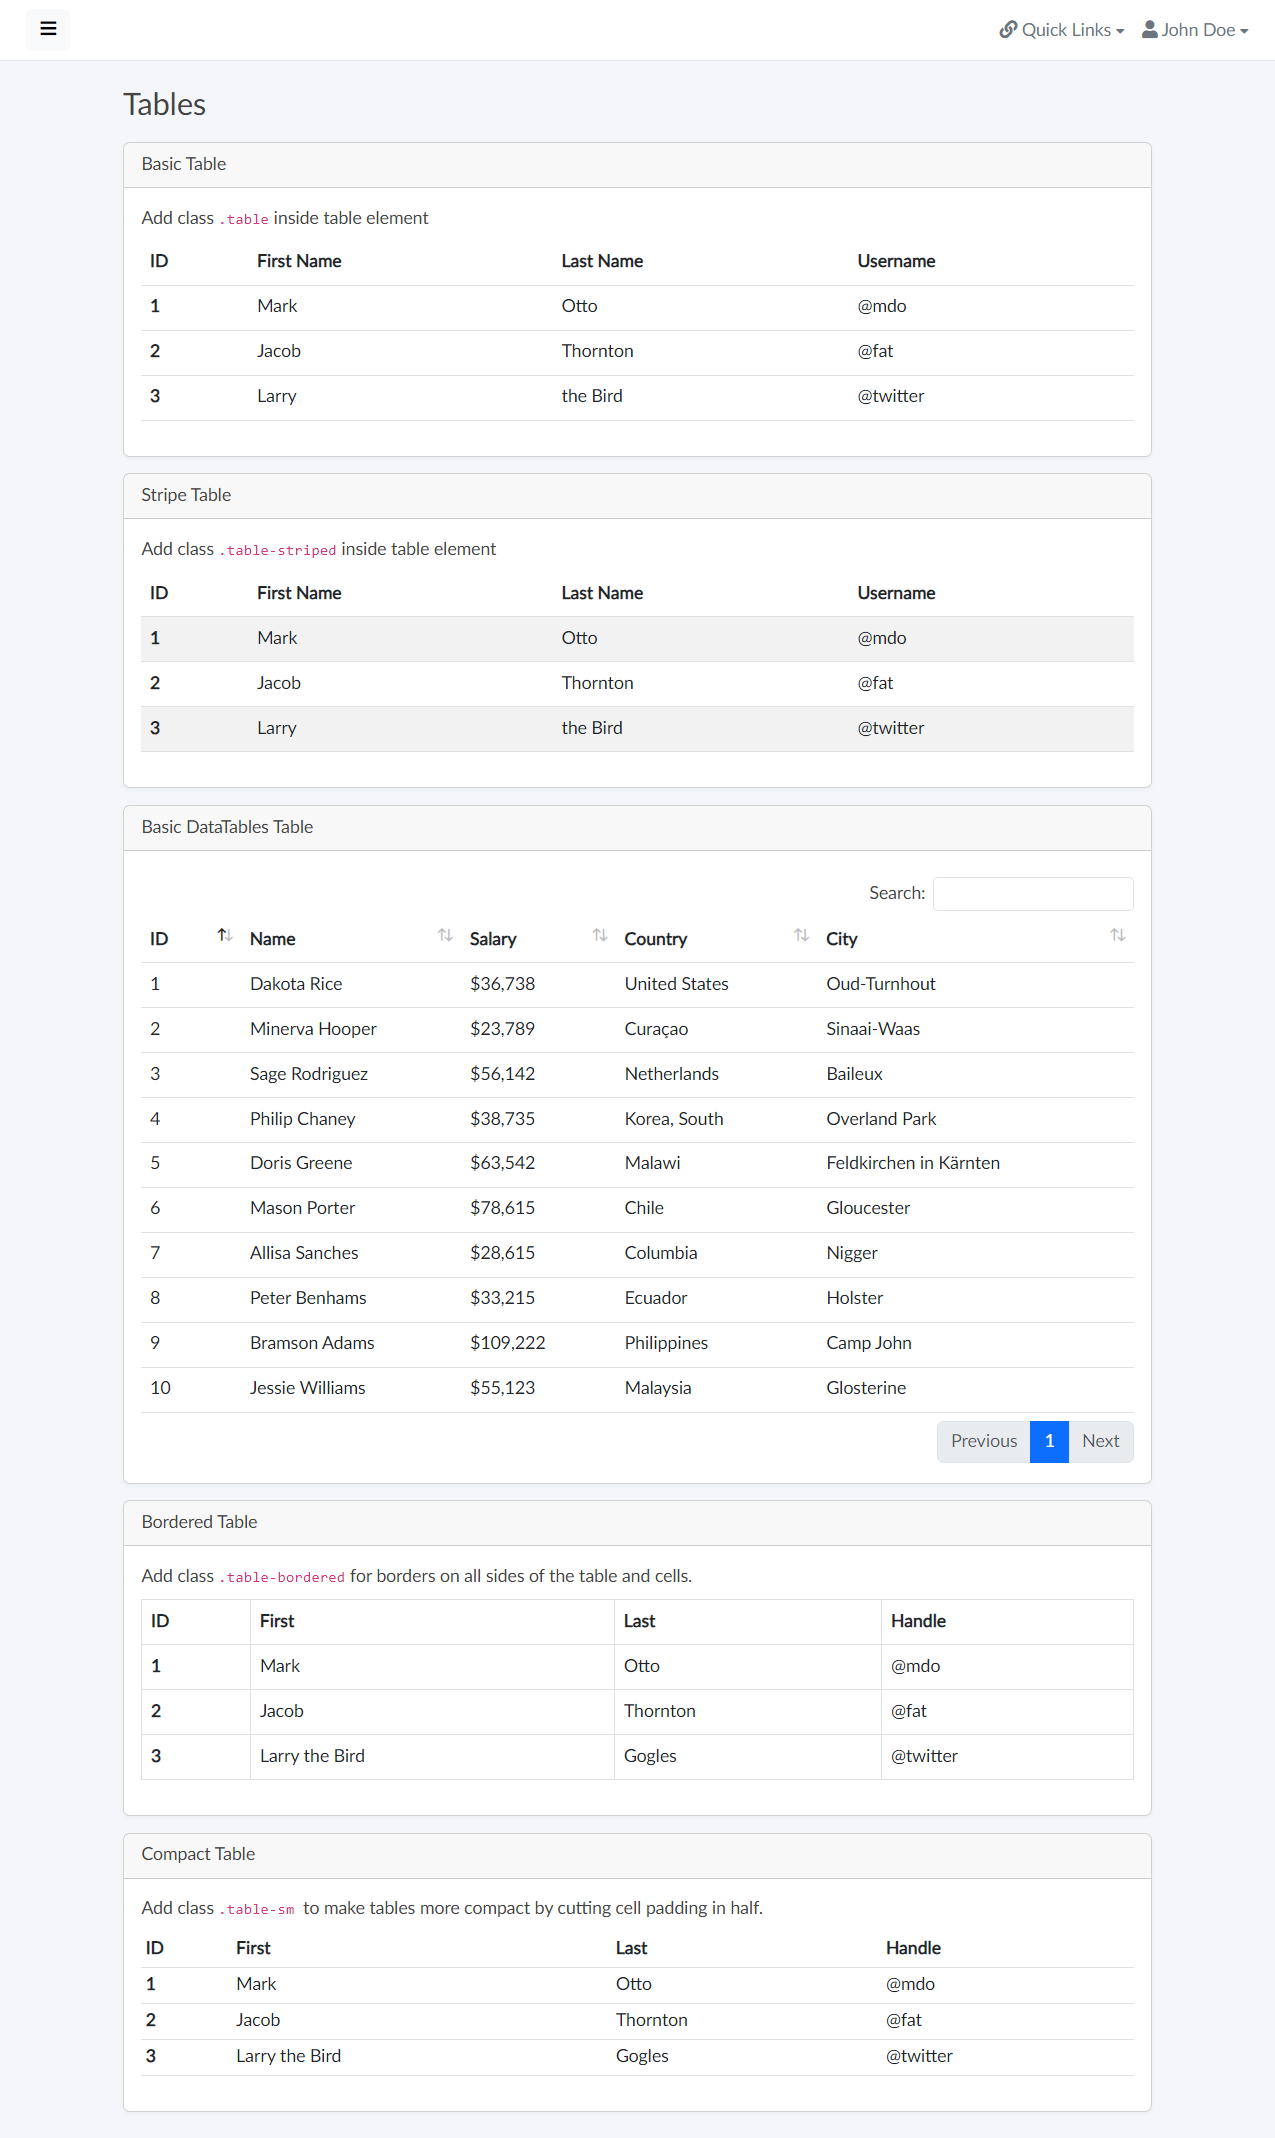 Quick Links John Doe
Tables
Basic Table
Add class .table inside table element
ID First Name Last Name Username
1 Mark Otto @mdo
2 Jacob Thornton @fat
3 Larry the Bird @twitter
Stripe Table
Add class .table-striped inside table element
ID First Name Last Name Username
1 Mark Otto @mdo
2 Jacob Thornton @fat
3 Larry the Bird @twitter
Basic DataTables Table
Search:
ID Name Salary Country City
1 Dakota Rice $36,738 United States Oud-Turnhout
2 Minerva Hooper $23,789 Curaçao Sinaai-Waas
3 Sage Rodriguez $56,142 Netherlands Baileux
4 Philip Chaney $38,735 Korea, South Overland Park
5 Doris Greene $63,542 Malawi Feldkirchen in Kärnten
6 Mason Porter $78,615 Chile Gloucester
7 Allisa Sanches $28,615 Columbia Nigger
8 Peter Benhams $33,215 Ecuador Holster
9 Bramson Adams $109,222 Philippines Camp John
10 Jessie Williams $55,123 Malaysia Glosterine
Previous 1 Next
Bordered Table
Add class .table-bordered for borders on all sides of the table and cells.
ID First Last Handle
1 Mark Otto @mdo
2 Jacob Thornton @fat
3 Larry the Bird Gogles @twitter
Compact Table
Add class .table-sm to make tables more compact by cutting cell padding in half.
ID First Last Handle
1 Mark Otto @mdo
2 Jacob Thornton @fat
3 Larry the Bird Gogles @twitter